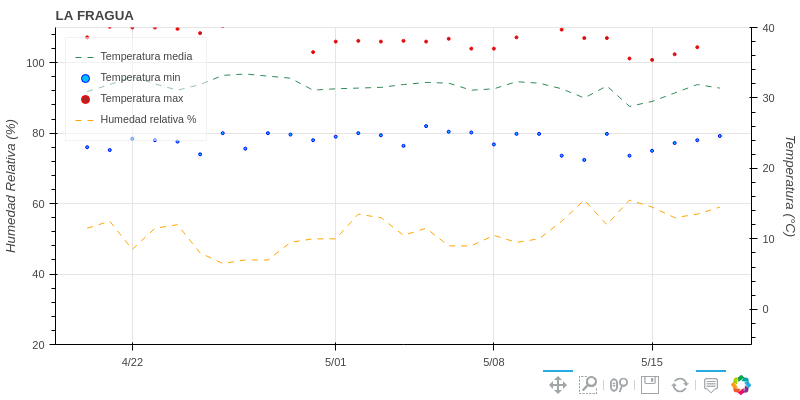 LA FRAGUA
Temperatura media
Temperatura min
Temperatura max
Humedad relativa %
Humedad Relativa (%)
100
80
60
40
20
Temperatura (°C)
40
30
20
10
0
4/22
5/01
5/08
5/15